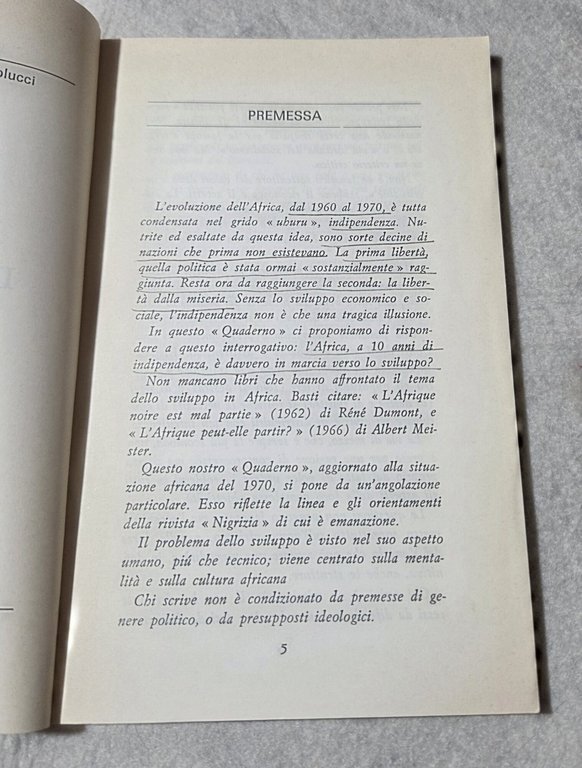 olucci
PREMESSA
L'evoluzione dell'Africa, dal 1960 al 1970, è tutta
condensata nel grido « uhuru », indipendenza. Nu-
trite ed esaltate da questa idea, sono sorte decine di
nazioni che prima non esistevano. La prima libertà,
quella politica è stata ormai « sostanzialmente » rag-
giunta. Resta ora da raggiungere la seconda: la liber-
tà dalla miseria. Senza lo sviluppo economico e so-
ciale, l'indipendenza non è che una tragica illusione.
In questo « Quaderno » ci proponiamo di rispon-
dere a questo interrogativo: l'Africa, a 10 anni di
indipendenza, è davvero in marcia verso lo sviluppo?
Non mancano libri che hanno affrontato il tema
dello sviluppo in Africa. Basti citare: « L'Afrique
noire est mal partie » (1962) di Réné Dumont, e
« L'Afrique peut-elle partir? » (1966) di Albert Mei-
ster.
Questo nostro « Quaderno », aggiornato alla situa-
zione africana del 1970, si pone da un'angolazione
particolare. Esso riflette la linea e gli orientamenti
della rivista « Nigrizia » di cui è emanazione.
Il problema dello sviluppo è visto nel suo aspetto
umano, piú che tecnico; viene centrato sulla menta-
lità e sulla cultura africana
Chi scrive non è condizionato da premesse di ge-
nere politico, o da presupposti ideologici.
5